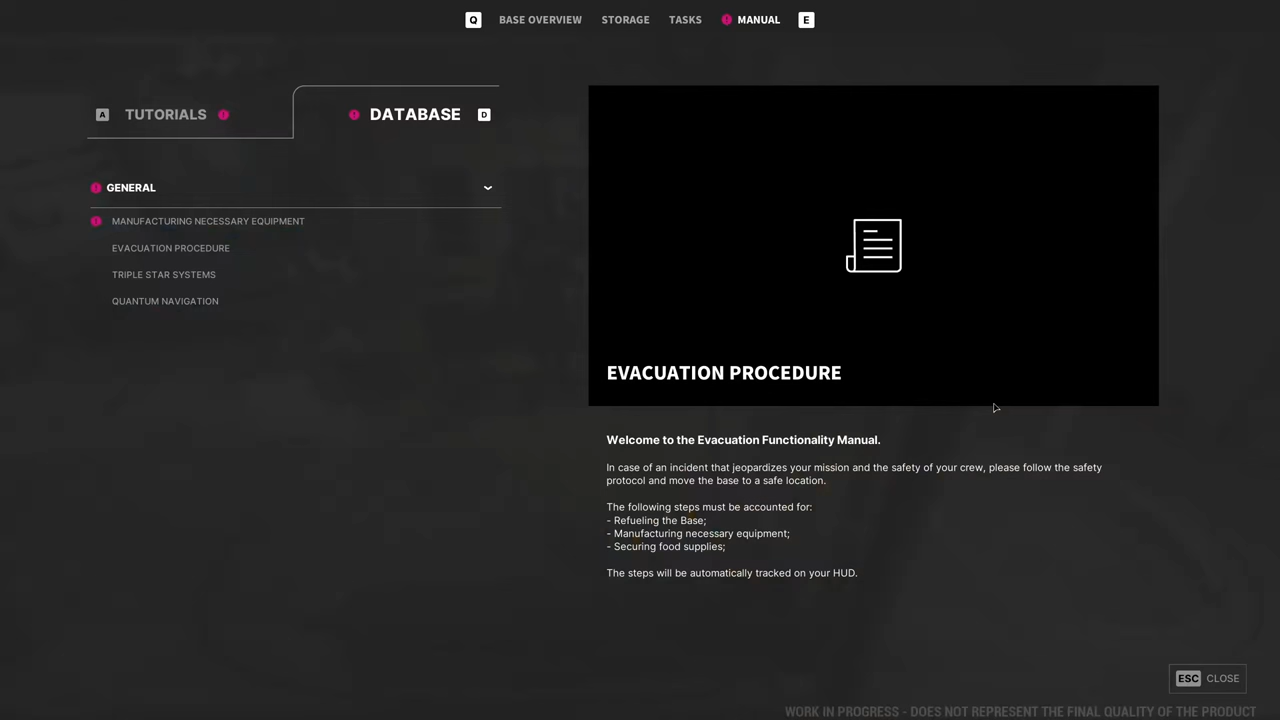 Q BASE OVERVIEW STORAGE TASKS ! MANUAL E
A TUTORIALS ! ! DATABASE D
! GENERAL
! MANUFACTURING NECESSARY EQUIPMENT
EVACUATION PROCEDURE
TRIPLE STAR SYSTEMS
QUANTUM NAVIGATION
EVACUATION PROCEDURE
Welcome to the Evacuation Functionality Manual.
In case of an incident that jeopardizes your mission and the safety of your crew, please follow the safety
protocol and move the base to a safe location.
The following steps must be accounted for:
- Refueling the Base;
- Manufacturing necessary equipment;
- Securing food supplies;
The steps will be automatically tracked on your HUD.
ESC CLOSE
WORK IN PROGRESS - DOES NOT REPRESENT THE FINAL QUALITY OF THE PRODUCT